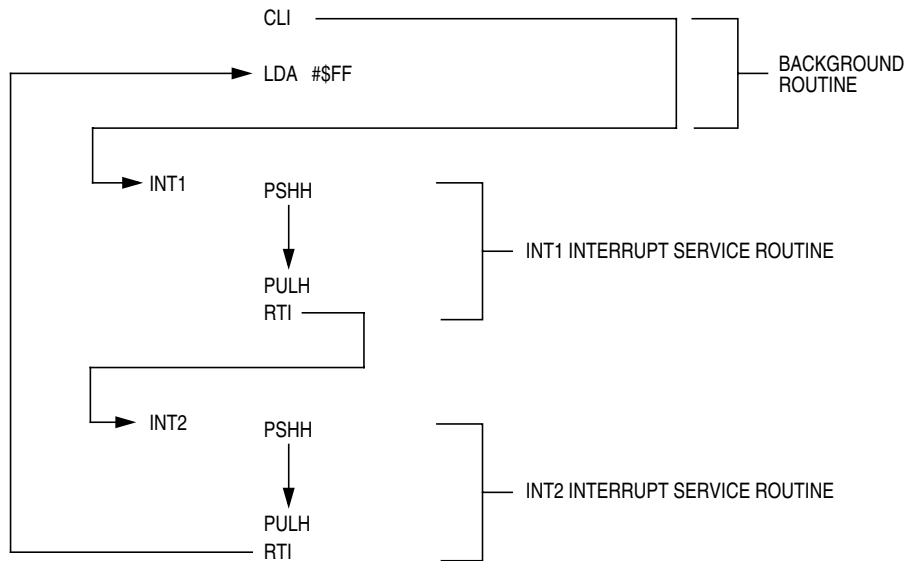 CLI
LDA #$FF
BACKGROUND
ROUTINE
INT1
PSHH
INT1 INTERRUPT SERVICE ROUTINE
PULH
RTI
INT2
PSHH
INT2 INTERRUPT SERVICE ROUTINE
PULH
RTI